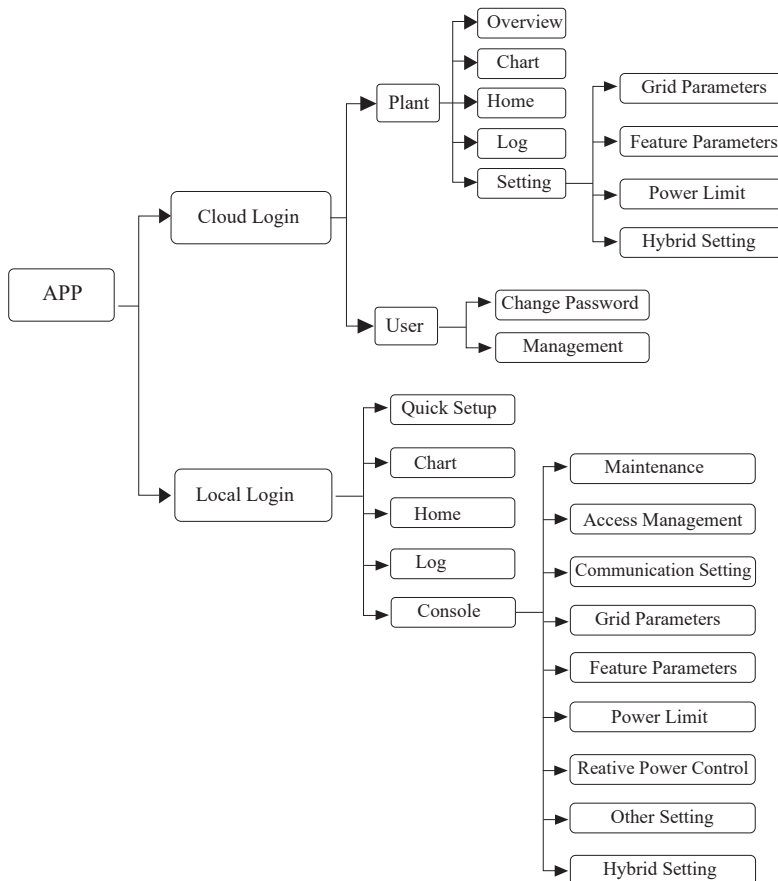 APP
Cloud Login
Plant
Overview
Chart
Home
Log
Setting
Grid Parameters
Feature Parameters
Power Limit
Hybrid Setting
User
Change Password
Management
Local Login
Quick Setup
Chart
Home
Log
Console
Maintenance
Access Management
Communication Setting
Grid Parameters
Feature Parameters
Power Limit
Reative Power Control
Other Setting
Hybrid Setting